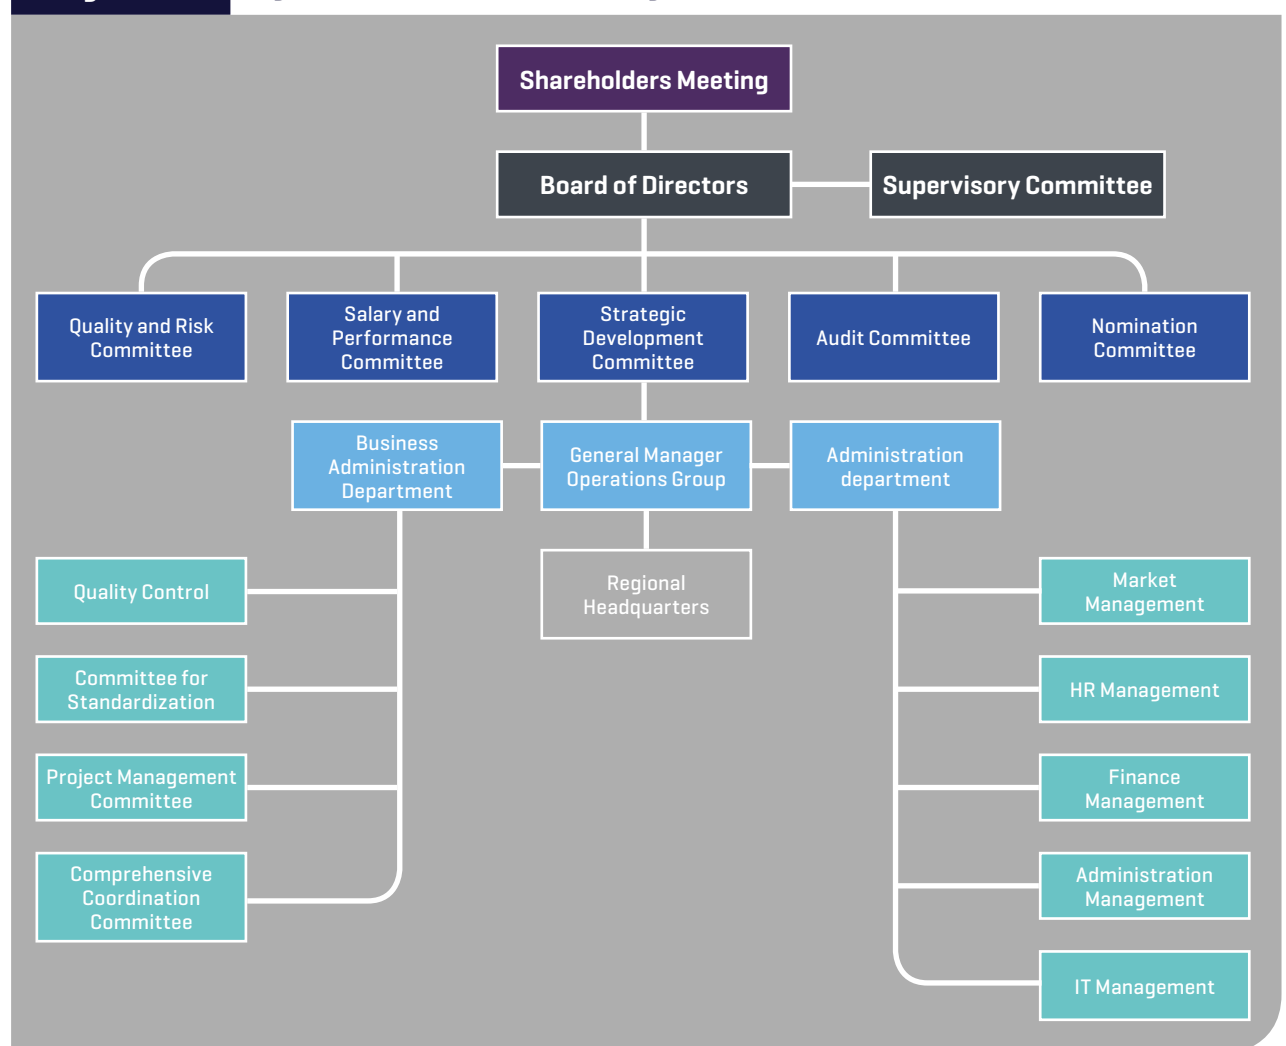 Shareholders Meeting
Board of Directors
Supervisory Committee
Quality and Risk
Committee
Salary and
Performance
Committee
Strategic
Development
Committee
Audit Committee
Nomination
Committee
Business
Administration
Department
General Manager
Operations Group
Administration
department
Regional
Headquarters
Quality Control
Committee for
Standardization
Project Management
Committee
Comprehensive
Coordination
Committee
Market
Management
HR Management
Finance
Management
Administration
Management
IT Management